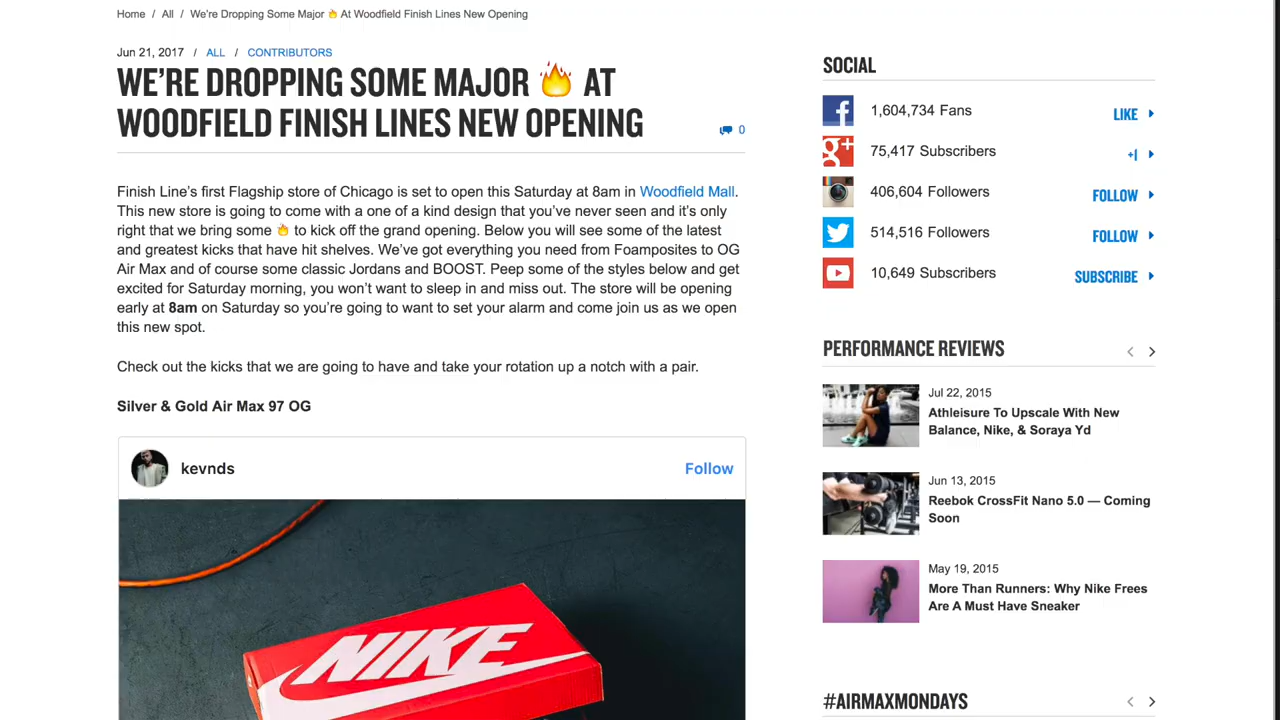 Home / All / We're Dropping Some Major 🔥 At Woodfield Finish Lines New Opening
Jun 21, 2017 / ALL / CONTRIBUTORS
WE'RE DROPPING SOME MAJOR 🔥 AT
WOODFIELD FINISH LINES NEW OPENING
0
Finish Line's first Flagship store of Chicago is set to open this Saturday at 8am in Woodfield Mall.
This new store is going to come with a one of a kind design that you've never seen and it's only
right that we bring some 🔥 to kick off the grand opening. Below you will see some of the latest
and greatest kicks that have hit shelves. We've got everything you need from Foamposites to OG
Air Max and of course some classic Jordans and BOOST. Peep some of the styles below and get
excited for Saturday morning, you won't want to sleep in and miss out. The store will be opening
early at 8am on Saturday so you're going to want to set your alarm and come join us as we open
this new spot.
Check out the kicks that we are going to have and take your rotation up a notch with a pair.
Silver & Gold Air Max 97 OG
kevnds Follow
NIKE
SOCIAL
f 1,604,734 Fans LIKE
g+ 75,417 Subscribers +1
406,604 Followers FOLLOW
514,516 Followers FOLLOW
10,649 Subscribers SUBSCRIBE
PERFORMANCE REVIEWS
Jul 22, 2015
Athleisure To Upscale With New
Balance, Nike, & Soraya Yd
Jun 13, 2015
Reebok CrossFit Nano 5.0 — Coming
Soon
May 19, 2015
More Than Runners: Why Nike Frees
Are A Must Have Sneaker
#AIRMAXMONDAYS